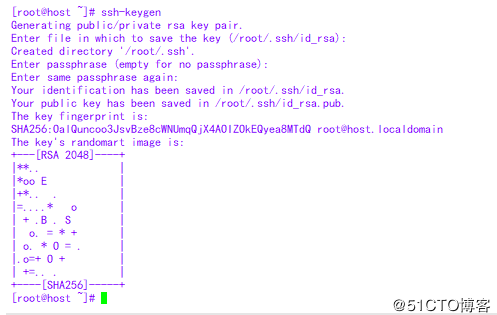 [root@host ~]# ssh-keygen
Generating public/private rsa key pair.
Enter file in which to save the key (/root/.ssh/id_rsa):
Created directory '/root/.ssh'.
Enter passphrase (empty for no passphrase):
Enter same passphrase again:
Your identification has been saved in /root/.ssh/id_rsa.
Your public key has been saved in /root/.ssh/id_rsa.pub.
The key fingerprint is:
SHA256:0alQuncoo3JsvBze8cWNUmqQjX4AOlZOkEQyea8MTdQ root@host.localdomain
The key's randomart image is:
+---[RSA 2048]----+
|**..             |
|*oo E            |
|+*..  .          |
|=....*   o       |
| + .B . S        |
|  o. = * +       |
| o. * O = .      |
|.o=+ O +         |
| +=.. .          |
+----[SHA256]-----+
[root@host ~]#
@51CTO博客